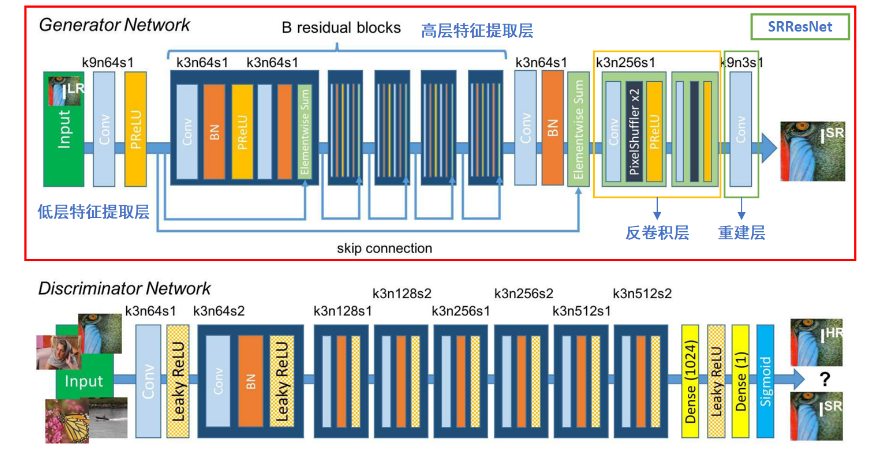 Generator Network
B residual blocks
高层特征提取层
SRResNet
k9n64s1
k3n64s1
k3n64s1
k3n64s1
k3n256s1
k9n3s1
I LR
Input
Conv
PReLU
Conv
BN
PReLU
Elementwise Sum
Conv
BN
Elementwise Sum
Conv
PixelShuffler x2
PReLU
Conv
I SR
低层特征提取层
反卷积层
重建层
skip connection
Discriminator Network
k3n64s1
k3n64s2
k3n128s1
k3n128s2
k3n256s1
k3n256s2
k3n512s1
k3n512s2
Input
Conv
Leaky ReLU
Conv
BN
Leaky ReLU
Dense (1024)
Leaky ReLU
Dense (1)
Sigmoid
I HR
?
I SR